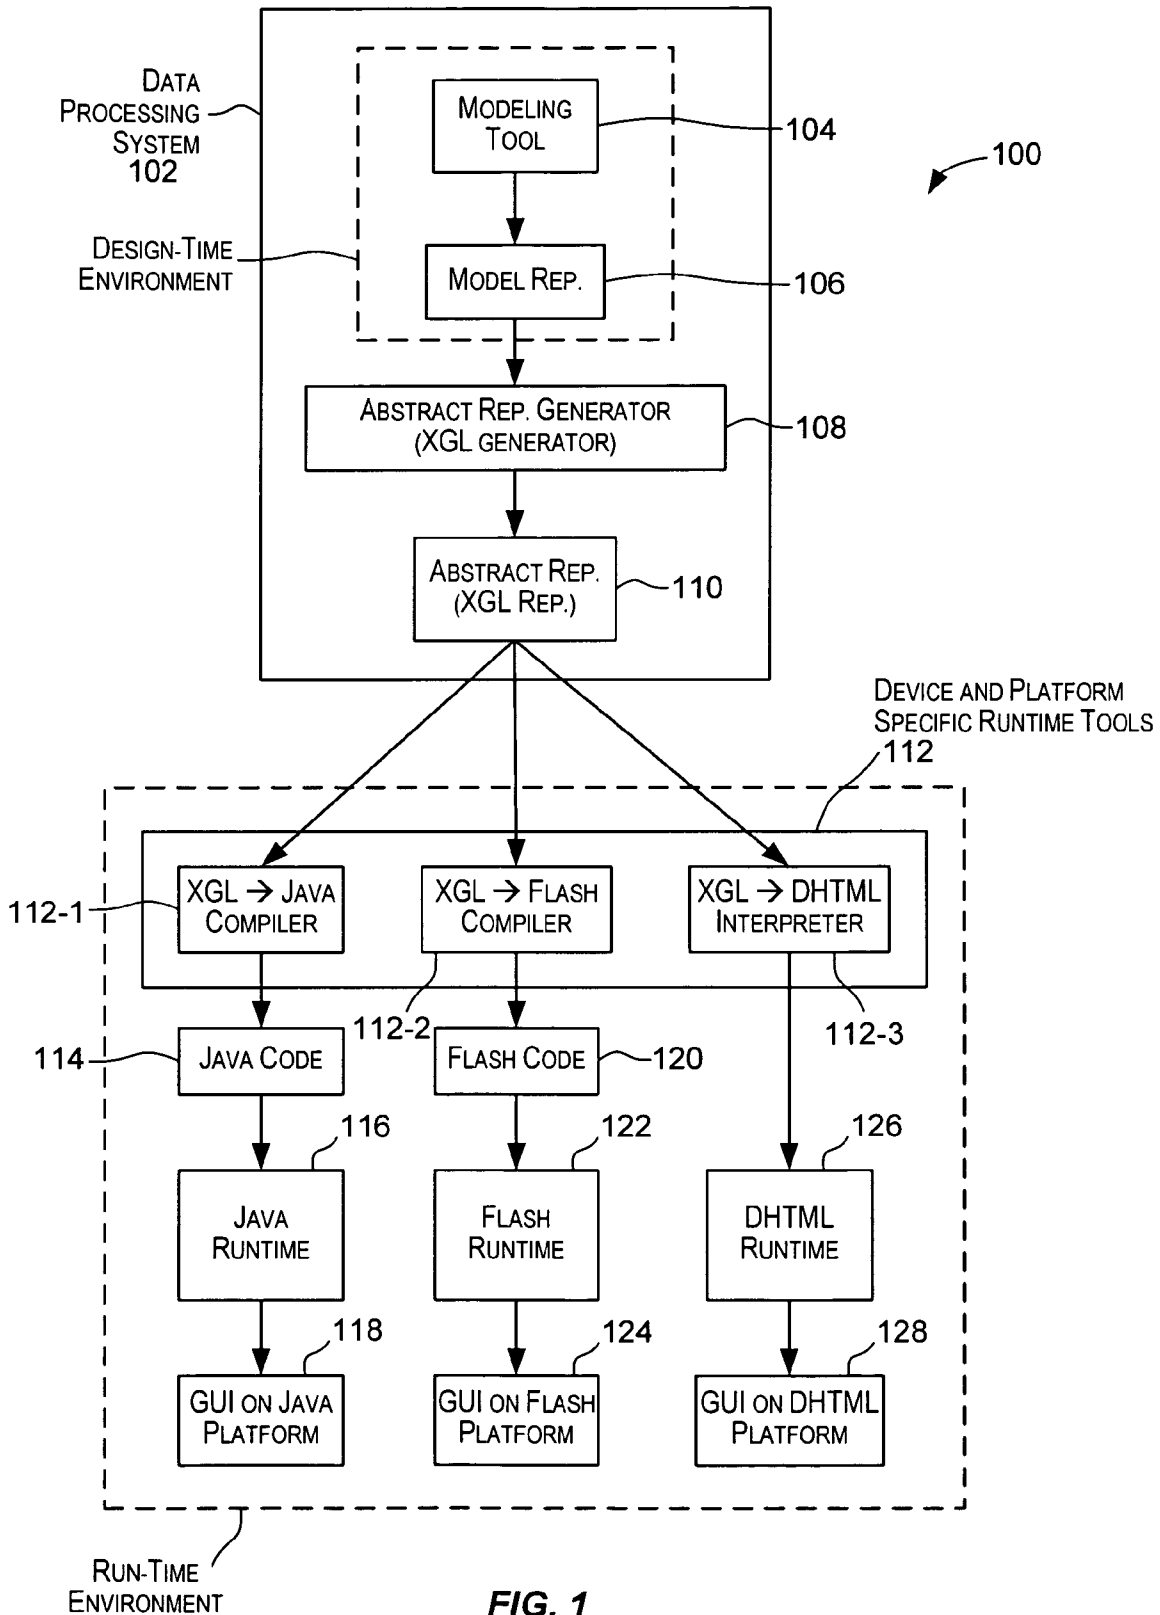 DATA
PROCESSING
SYSTEM
102
MODELING
TOOL
104
100
DESIGN-TIME
ENVIRONMENT
MODEL REP.
106
ABSTRACT REP. GENERATOR
(XGL GENERATOR)
108
ABSTRACT REP.
(XGL REP.)
110
DEVICE AND PLATFORM
SPECIFIC RUNTIME TOOLS
112
XGL → JAVA
COMPILER
112-1
XGL → FLASH
COMPILER
112-2
XGL → DHTML
INTERPRETER
112-3
114
JAVA CODE
FLASH CODE
120
116
122
126
JAVA
RUNTIME
FLASH
RUNTIME
DHTML
RUNTIME
118
124
128
GUI ON JAVA
PLATFORM
GUI ON FLASH
PLATFORM
GUI ON DHTML
PLATFORM
RUN-TIME
ENVIRONMENT
FIG. 1